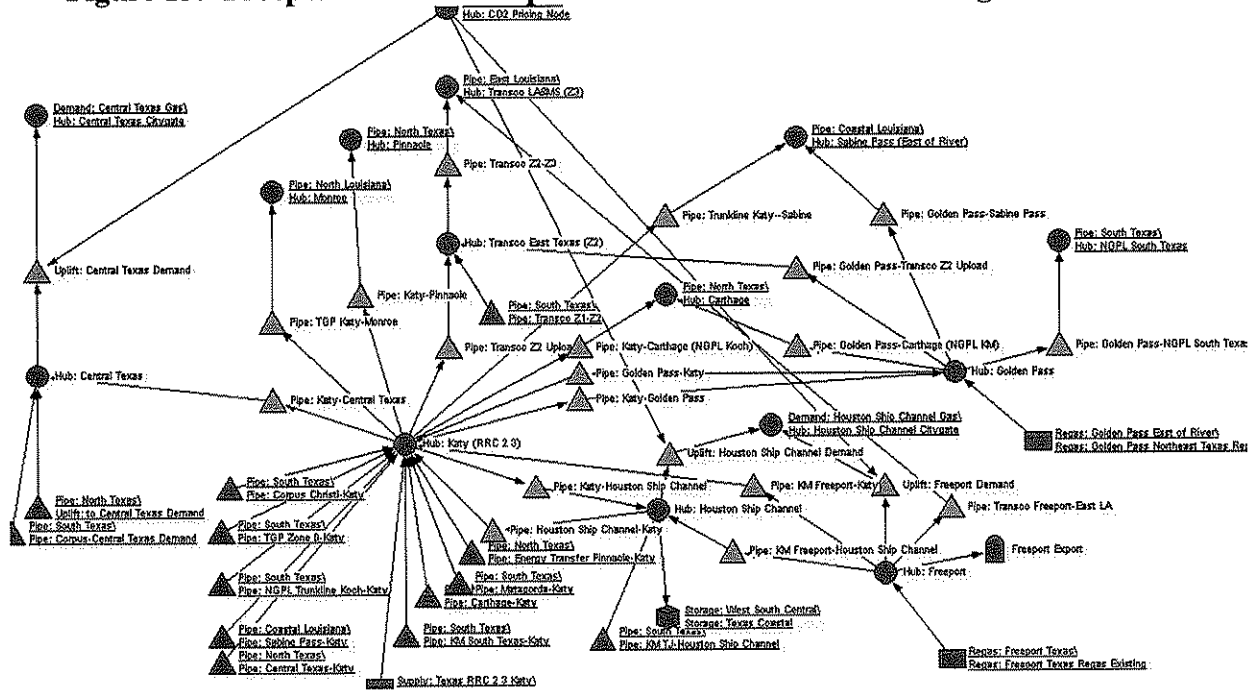 Hub: CO2 Pricing Node
Pipe: East Louisiana\
Hub: Transco LA&MS (Z3)
Demand: Central Texas Gas\
Hub: Central Texas Citygate
Pipe: North Texas\
Hub: Pinnacle
Pipe: Coastal Louisiana\
Hub: Sabine Pass (East of River)
Pipe: Transco Z2-Z3
Pipe: North Louisiana\
Hub: Monroe
Pipe: Trunkline Katy--Sabine
Pipe: Golden Pass-Sabine Pass
Pipe: South Texas\
Hub: NGPL South Texas
Hub: Transco East Texas (Z2)
Uplift: Central Texas Demand
Pipe: Golden Pass-Transco Z2 Upload
Pipe: Katy-Pinnacle
Pipe: North Texas\
Hub: Carthage
Pipe: South Texas\
Pipe: Transco Z1-Z2
Pipe: TGP Katy-Monroe
Pipe: Transco Z2 Upload
Pipe: Katy-Carthage (NGPL Koch)
Pipe: Golden Pass-Carthage (NGPL KM)
Pipe: Golden Pass-NGPL South Texas
Hub: Central Texas
Pipe: Golden Pass-Katy
Hub: Golden Pass
Pipe: Katy-Central Texas
Pipe: Katy-Golden Pass
Demand: Houston Ship Channel Gas\
Hub: Houston Ship Channel Citygate
Hub: Katy (RRC 2 3)
Regas: Golden Pass East of River\
Regas: Golden Pass Northeast Texas
Uplift: Houston Ship Channel Demand
Pipe: South Texas\
Pipe: Corpus Christi-Katy
Pipe: Katy-Houston Ship Channel
Pipe: KM Freeport-Katy
Uplift: Freeport Demand
Pipe: North Texas\
Uplift: to Central Texas Demand
Pipe: South Texas\
Pipe: Corpus-Central Texas Demand
Pipe: South Texas\
Pipe: TGP Zone 0-Katy
Pipe: Houston Ship Channel-Katy
Hub: Houston Ship Channel
Pipe: Transco Freeport-East LA
Pipe: North Texas\
Pipe: Energy Transfer Pinnacle-Katy
Pipe: KM Freeport-Houston Ship Channel
Freeport Export
Hub: Freeport
Pipe: South Texas\
Pipe: NGPL Trunkline Koch-Katy
Pipe: South Texas\
Pipe: Matagorda-Katy
Pipe: Carthage-Katy
Storage: West South Central\
Storage: Texas Coastal
Pipe: Coastal Louisiana\
Pipe: Sabine Pass-Katy
Pipe: South Texas\
Pipe: KM South Texas-Katy
Pipe: South Texas\
Pipe: KM TJ-Houston Ship Channel
Pipe: North Texas\
Pipe: Central Texas-Katy
Regas: Freeport Texas\
Regas: Freeport Texas Regas Existing
Supply: Texas RRC 2 3 Katy\